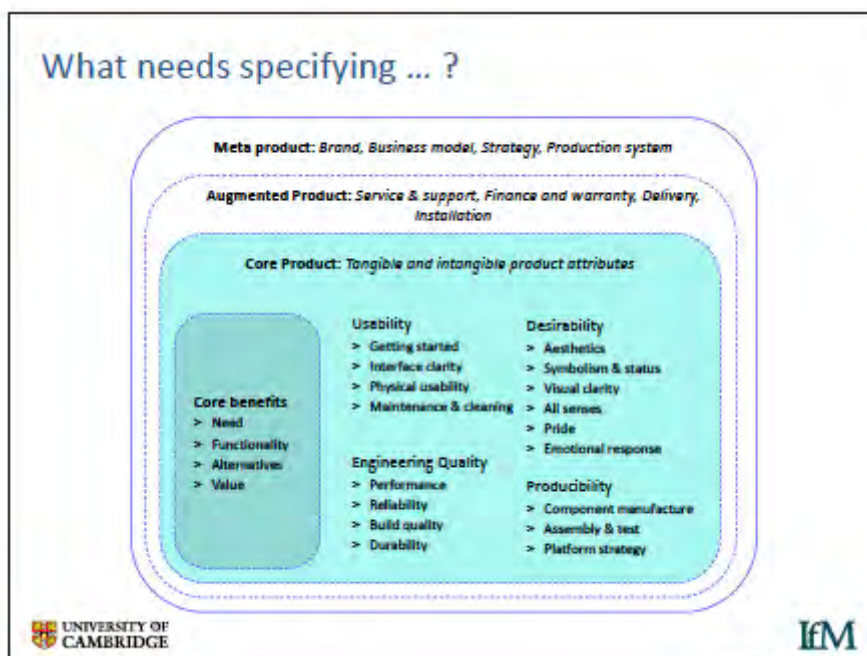 What needs specifying ... ?
Meta product: Brand, Business model, Strategy, Production system
Augmented Product: Service & support, Finance and warranty, Delivery,
Installation
Core Product: Tangible and intangible product attributes
Core benefits
> Need
> Functionality
> Alternatives
> Value
Usability
> Getting started
> Interface clarity
> Physical usability
> Maintenance & cleaning
Engineering Quality
> Performance
> Reliability
> Build quality
> Durability
Desirability
> Aesthetics
> Symbolism & status
> Visual clarity
> All senses
> Pride
> Emotional response
Producibility
> Component manufacture
> Assembly & test
> Platform strategy
UNIVERSITY OF
CAMBRIDGE
IfM